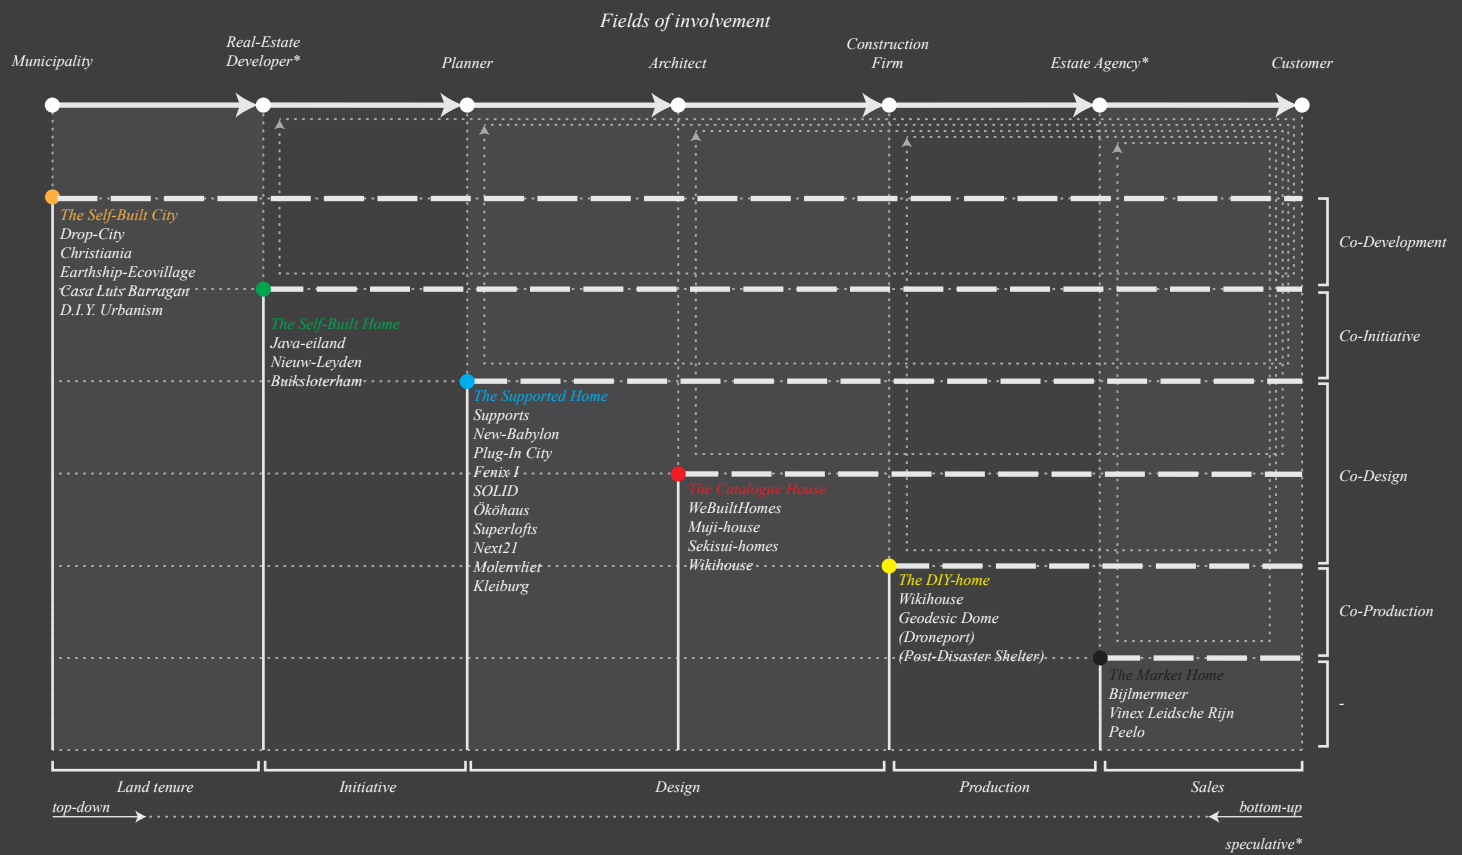 Fields of involvement
Municipality
Real-Estate
Developer*
Planner
Architect
Construction
Firm
Estate Agency*
Customer
The Self-Built City
Drop-City
Christiania
Earthship-Ecovillage
Casa Luis Barragan
D.I.Y. Urbanism
The Self-Built Home
Java-eiland
Nieuw-Leyden
Buiksloterham
The Supported Home
Supports
New-Babylon
Plug-In City
Fenix I
SOLID
Ököhaus
Superlofts
Next21
Molenvliet
Kleiburg
The Catalogue House
WeBuiltHomes
Muji-house
Sekisui-homes
Wikihouse
The DIY-home
Wikihouse
Geodesic Dome
(Droneport)
(Post-Disaster Shelter)
The Market Home
Bijlmermeer
Vinex Leidsche Rijn
Peelo
Co-Development
Co-Initiative
Co-Design
Co-Production
-
Land tenure
Initiative
Design
Production
Sales
top-down
bottom-up
speculative*